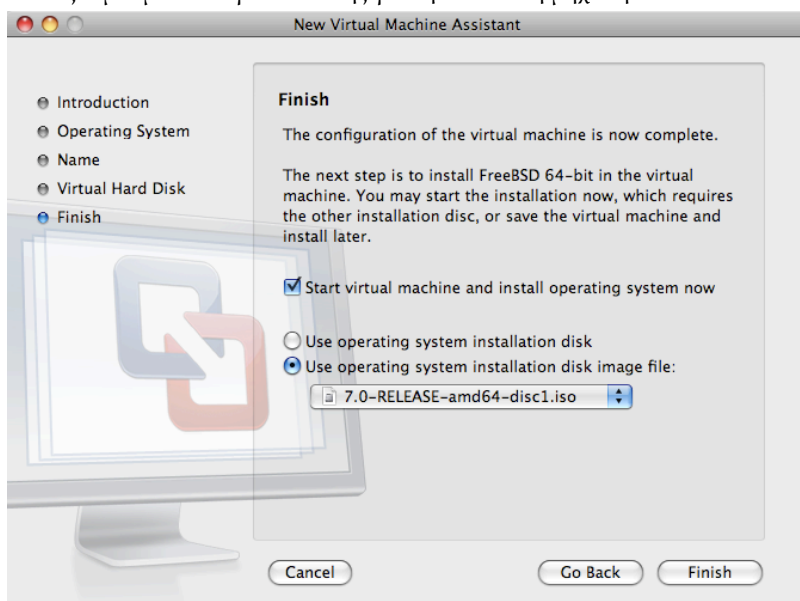 New Virtual Machine Assistant
Introduction
Operating System
Name
Virtual Hard Disk
Finish
Finish
The configuration of the virtual machine is now complete.
The next step is to install FreeBSD 64-bit in the virtual
machine. You may start the installation now, which requires
the other installation disc, or save the virtual machine and
install later.
Start virtual machine and install operating system now
Use operating system installation disk
Use operating system installation disk image file:
7.0-RELEASE-amd64-disc1.iso
Cancel
Go Back
Finish